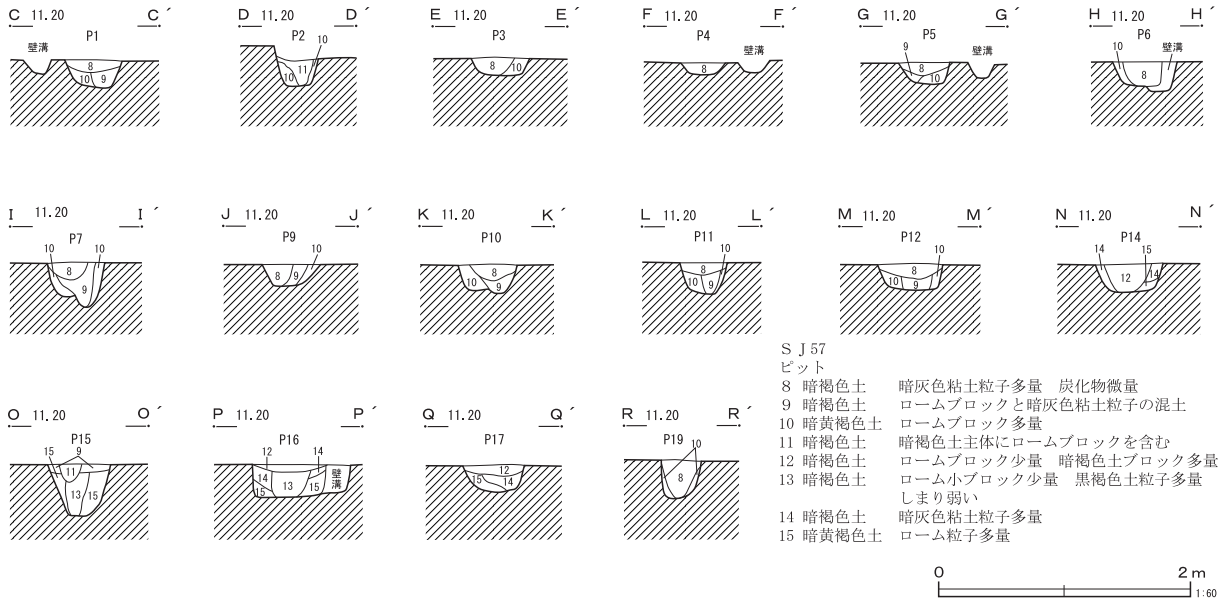 C 11.20 C´
P1
壁溝
8
10 9
D 11.20 D´
P2
10
11
10
E 11.20 E´
P3
8 10
F 11.20 F´
P4
壁溝
8
G 11.20 G´
P5
9
壁溝
8
10
H 11.20 H´
P6
10
壁溝
8
I 11.20 I´
P7
10 10
8
9
J 11.20 J´
P9
10
8 9
K 11.20 K´
P10
8
10 9
L 11.20 L´
P11
10
8
10 9
M 11.20 M´
P12
10
8
10 9
N 11.20 N´
P14
14 15
12 14
O 11.20 O´
P15
15 9
11
13 15
P 11.20 P´
P16
12 14
14 13
15 15
壁溝
Q 11.20 Q´
P17
12
15 14
R 11.20 R´
P19
10
8
ＳＪ57
ピット
8 暗褐色土 暗灰色粘土粒子多量 炭化物微量
9 暗褐色土 ロームブロックと暗灰色粘土粒子の混土
10 暗黄褐色土 ロームブロック多量
11 暗褐色土 暗褐色土主体にロームブロックを含む
12 暗褐色土 ロームブロック少量 暗褐色土ブロック多量
13 暗褐色土 ローム小ブロック少量 黒褐色土粒子多量
しまり弱い
14 暗褐色土 暗灰色粘土粒子多量
15 暗黄褐色土 ローム粒子多量
0 2m
1:60